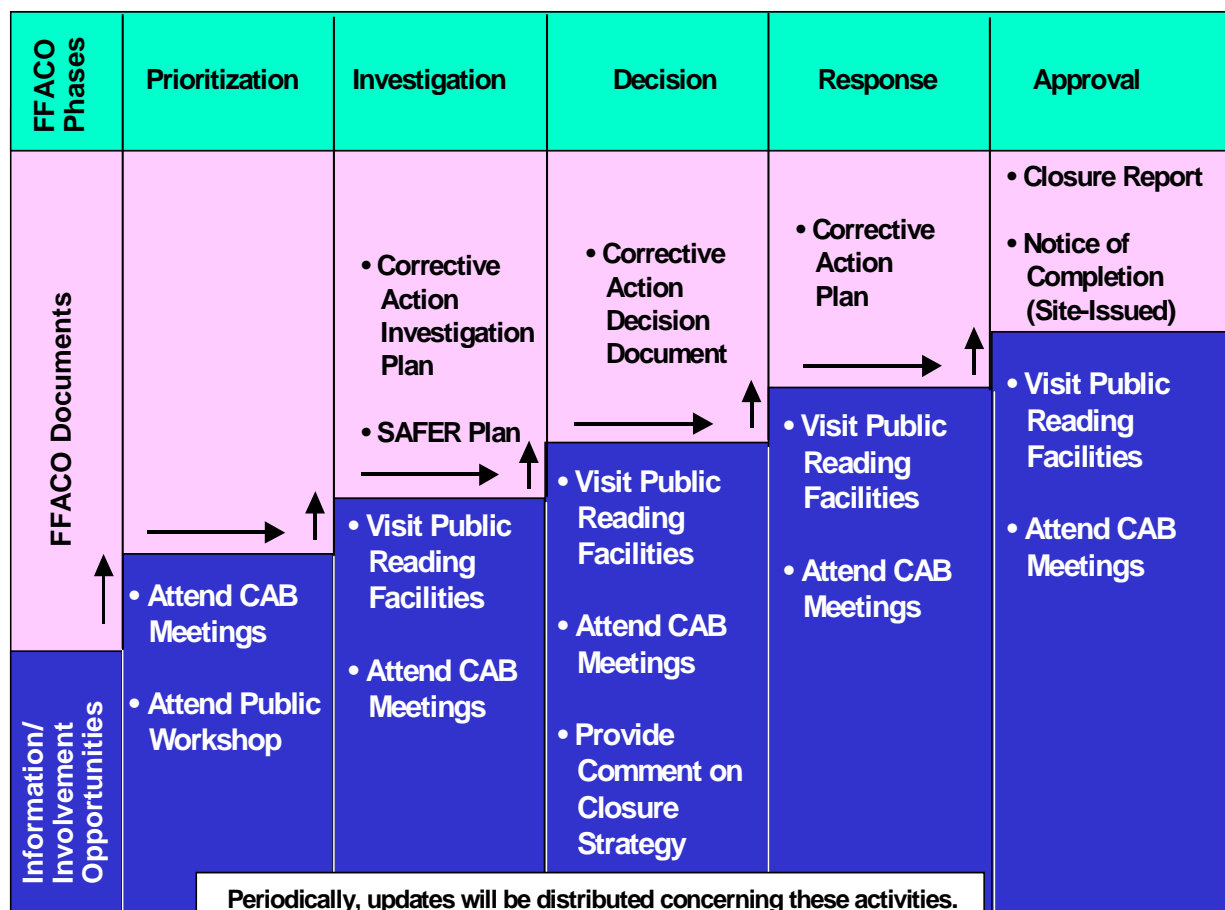 FFACO
Phases
Prioritization
Investigation
Decision
Response
Approval
FFACO Documents
• Corrective
Action
Investigation
Plan
• SAFER Plan
• Corrective
Action
Decision
Document
• Corrective
Action
Plan
• Closure Report
• Notice of
Completion
(Site-Issued)
Information/
Involvement
Opportunities
• Attend CAB
Meetings
• Attend Public
Workshop
• Visit Public
Reading
Facilities
• Attend CAB
Meetings
• Visit Public
Reading
Facilities
• Attend CAB
Meetings
• Provide
Comment on
Closure
Strategy
• Visit Public
Reading
Facilities
• Attend CAB
Meetings
• Visit Public
Reading
Facilities
• Attend CAB
Meetings
Periodically, updates will be distributed concerning these activities.